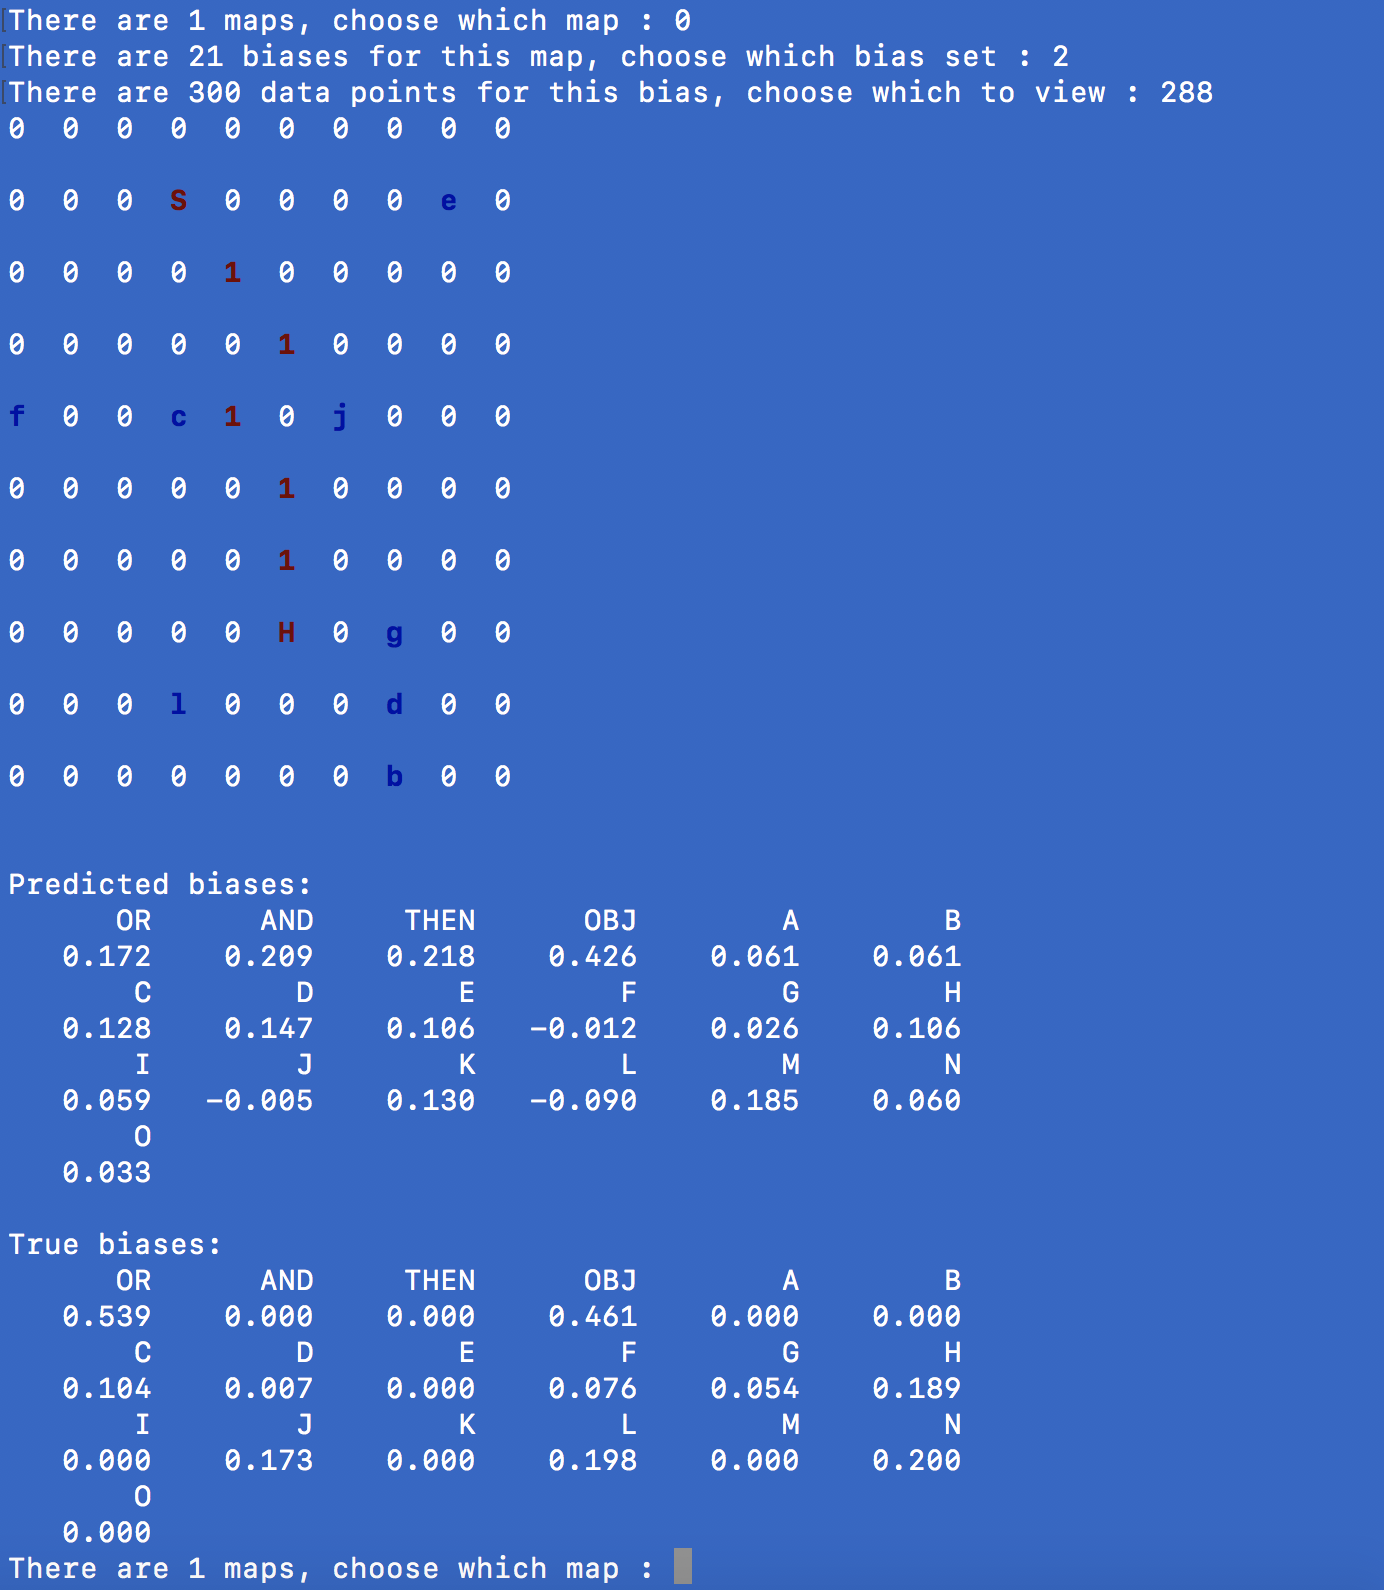 There are 1 maps, choose which map : 0
There are 21 biases for this map, choose which bias set : 2
There are 300 data points for this bias, choose which to view : 288
0 0 0 0 0 0 0 0 0 0
0 0 0 S 0 0 0 0 e 0
0 0 0 0 1 0 0 0 0 0
0 0 0 0 0 1 0 0 0 0
f 0 0 c 1 0 j 0 0 0
0 0 0 0 0 1 0 0 0 0
0 0 0 0 0 1 0 0 0 0
0 0 0 0 0 H 0 g 0 0
0 0 0 l 0 0 0 d 0 0
0 0 0 0 0 0 0 b 0 0
Predicted biases:
OR AND THEN OBJ A B
0.172 0.209 0.218 0.426 0.061 0.061
C D E F G H
0.128 0.147 0.106 -0.012 0.026 0.106
I J K L M N
0.059 -0.005 0.130 -0.090 0.185 0.060
O
0.033
True biases:
OR AND THEN OBJ A B
0.539 0.000 0.000 0.461 0.000 0.000
C D E F G H
0.104 0.007 0.000 0.076 0.054 0.189
I J K L M N
0.000 0.173 0.000 0.198 0.000 0.200
O
0.000
There are 1 maps, choose which map :